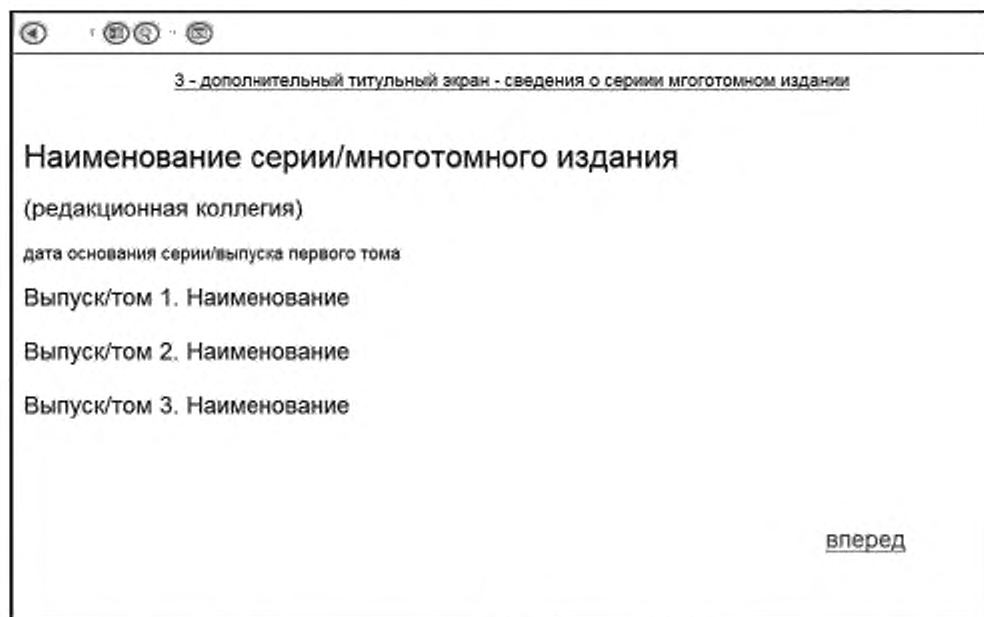 3 - дополнительный титульный экран - сведения о сериии мгоготомном издании
Наименование серии/многотомного издания
(редакционная коллегия)
дата основания серии/выпуска первого тома
Выпуск/том 1. Наименование
Выпуск/том 2. Наименование
Выпуск/том 3. Наименование
вперед